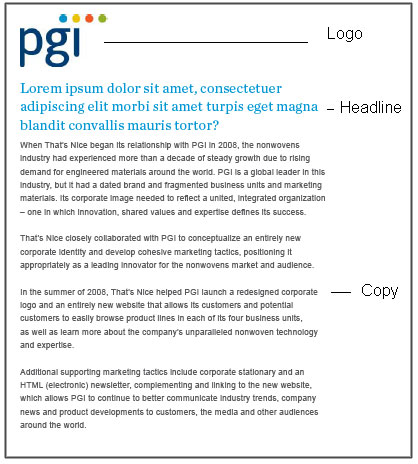 pgi
Logo
Lorem ipsum dolor sit amet, consectetuer
adipiscing elit morbi sit amet turpis eget magna
Headline
blandit convallis mauris tortor?
When That's Nice began its relationship with PGI in 2008, the nonwovens
industry had experienced more than a decade of steady growth due to rising
demand for engineered materials around the world. PGI is a global leader in this
industry, but it had a dated brand and fragmented business units and marketing
materials. Its corporate image needed to reflect a united, integrated organization
– one in which innovation, shared values and expertise defines its success.
That's Nice closely collaborated with PGI to conceptualize an entirely new
corporate identity and develop cohesive marketing tactics, positioning it
appropriately as a leading innovator for the nonwovens market and audience.
In the summer of 2008, That's Nice helped PGI launch a redesigned corporate
logo and an entirely new website that allows its customers and potential
Copy
customers to easily browse product lines in each of its four business units,
as well as learn more about the company's unparalleled nonwoven technology
and expertise.
Additional supporting marketing tactics include corporate stationary and an
HTML (electronic) newsletter, complementing and linking to the new website,
which allows PGI to continue to better communicate industry trends, company
news and product developments to customers, the media and other audiences
around the world.